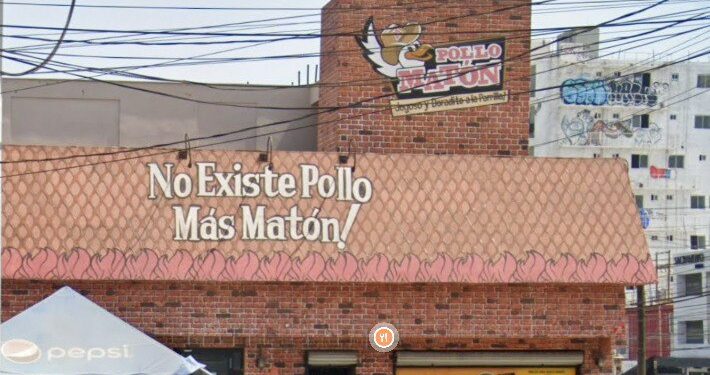 POLLO
MATÓN
Jugoso y Doradito a la Parrilla!
No Existe Pollo
Más Matón!
pepsi
Y!